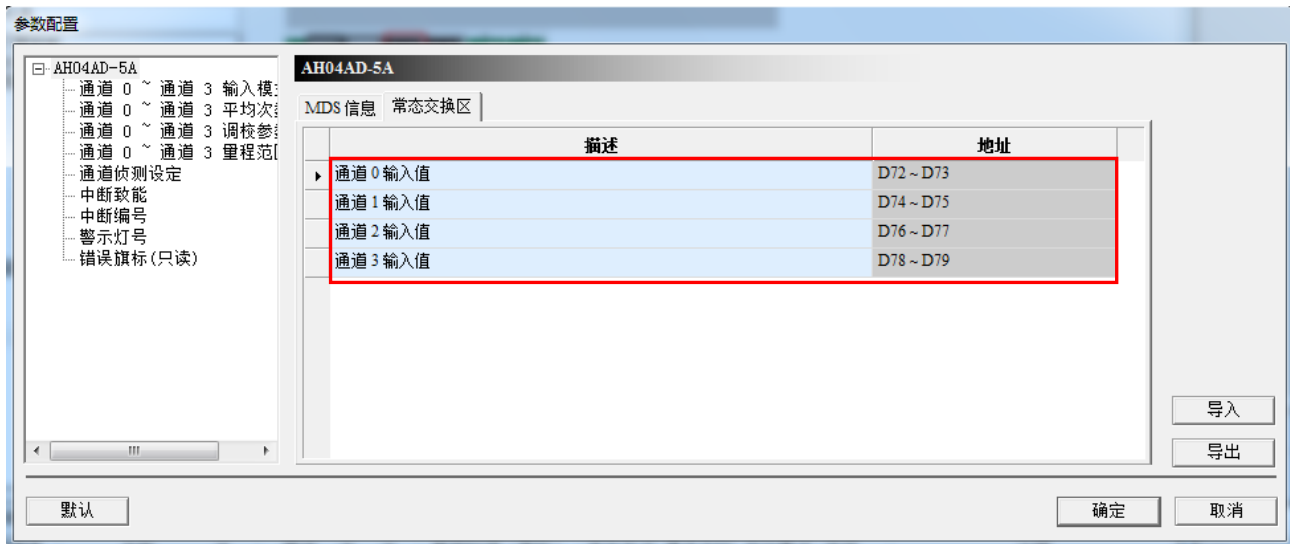 参数配置
AH04AD-5A
通道 0 ~ 通道 3 输入模
通道 0 ~ 通道 3 平均次
通道 0 ~ 通道 3 调校参
通道 0 ~ 通道 3 量程范
通道侦测设定
中断致能
中断编号
警示灯号
错误旗标(只读)
AH04AD-5A
MDS 信息 常态交换区
描述 地址
通道 0 输入值 D72 ~ D73
通道 1 输入值 D74 ~ D75
通道 2 输入值 D76 ~ D77
通道 3 输入值 D78 ~ D79
导入
导出
默认 确定 取消